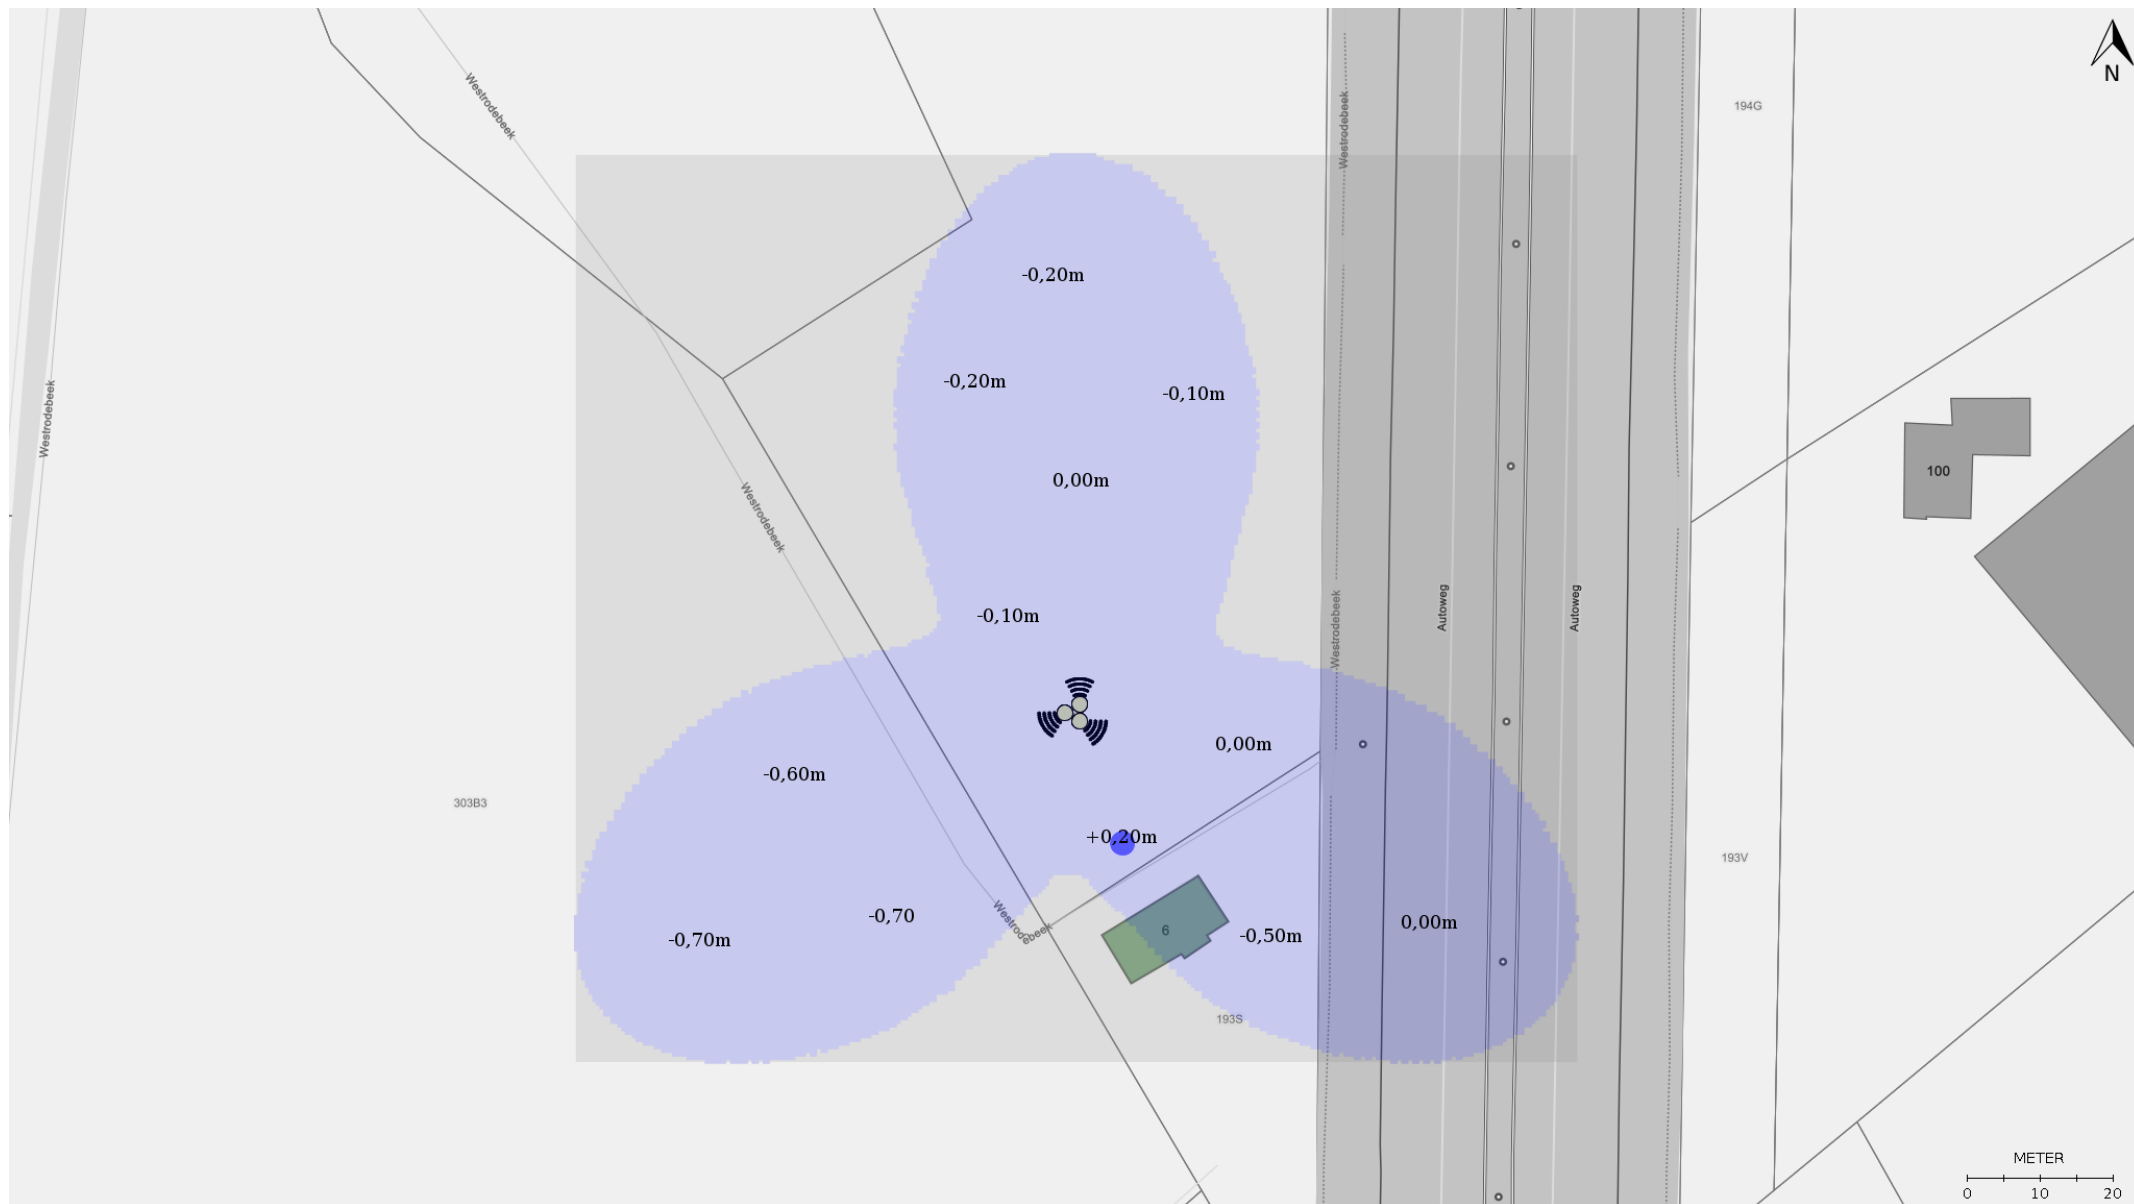 Westrodebeek
Westrodebeek
194G
N
-0,20m
-0,20m
-0,10m
Westrodebeek
0,00m
100
Westrodebeek
-0,10m
Westrodebeek
Autoweg
Autoweg
0,00m
-0,60m
303B3
+0,20m
193V
-0,70
-0,70m
Westrodebeek
6
-0,50m
0,00m
193S
METER
0 10 20